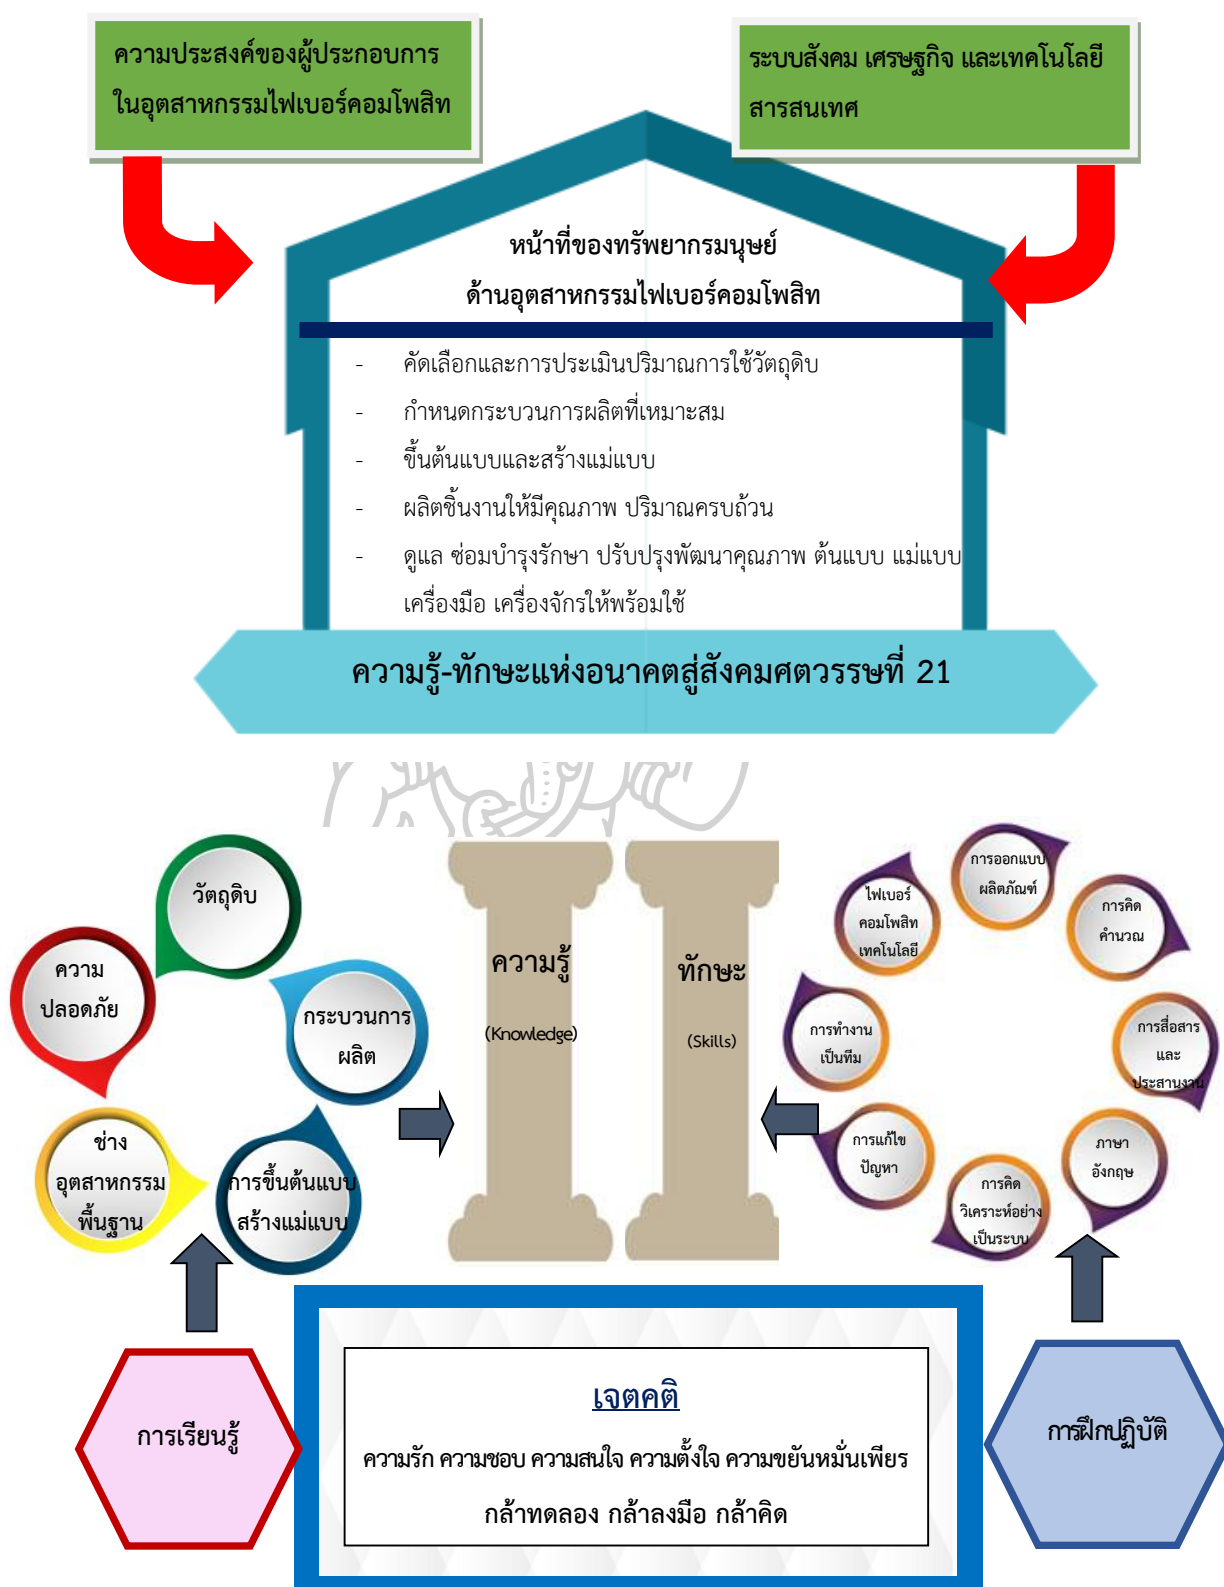 ความประสงค์ของผู้ประกอบการ
ในอุตสาหกรรมไฟเบอร์คอมโพสิท
ระบบสังคม เศรษฐกิจ และเทคโนโลยี
สารสนเทศ
หน้าที่ของทรัพยากรมนุษย์
ด้านอุตสาหกรรมไฟเบอร์คอมโพสิท
- คัดเลือกและการประเมินปริมาณการใช้วัตถุดิบ
- กำหนดกระบวนการผลิตที่เหมาะสม
- ขึ้นต้นแบบและสร้างแม่แบบ
- ผลิตชิ้นงานให้มีคุณภาพ ปริมาณครบถ้วน
- ดูแล ซ่อมบำรุงรักษา ปรับปรุงพัฒนาคุณภาพ ต้นแบบ แม่แบบ
เครื่องมือ เครื่องจักรให้พร้อมใช้
ความรู้-ทักษะแห่งอนาคตสู่สังคมศตวรรษที่ 21
วัตถุดิบ
ความ
ปลอดภัย
กระบวนการ
ผลิต
ช่าง
อุตสาหกรรม
พื้นฐาน
การขึ้นต้นแบบ
สร้างแม่แบบ
ความรู้
(Knowledge)
ทักษะ
(Skills)
การออกแบบ
ผลิตภัณฑ์
ไฟเบอร์
คอมโพสิท
เทคโนโลยี
การคิด
คำนวณ
การทำงาน
เป็นทีม
การสื่อสาร
และ
ประสานงาน
การแก้ไข
ปัญหา
ภาษา
อังกฤษ
การคิด
วิเคราะห์อย่าง
เป็นระบบ
การเรียนรู้
เจตคติ
ความรัก ความชอบ ความสนใจ ความตั้งใจ ความขยันหมั่นเพียร
กล้าทดลอง กล้าลงมือ กล้าคิด
การฝึกปฏิบัติ